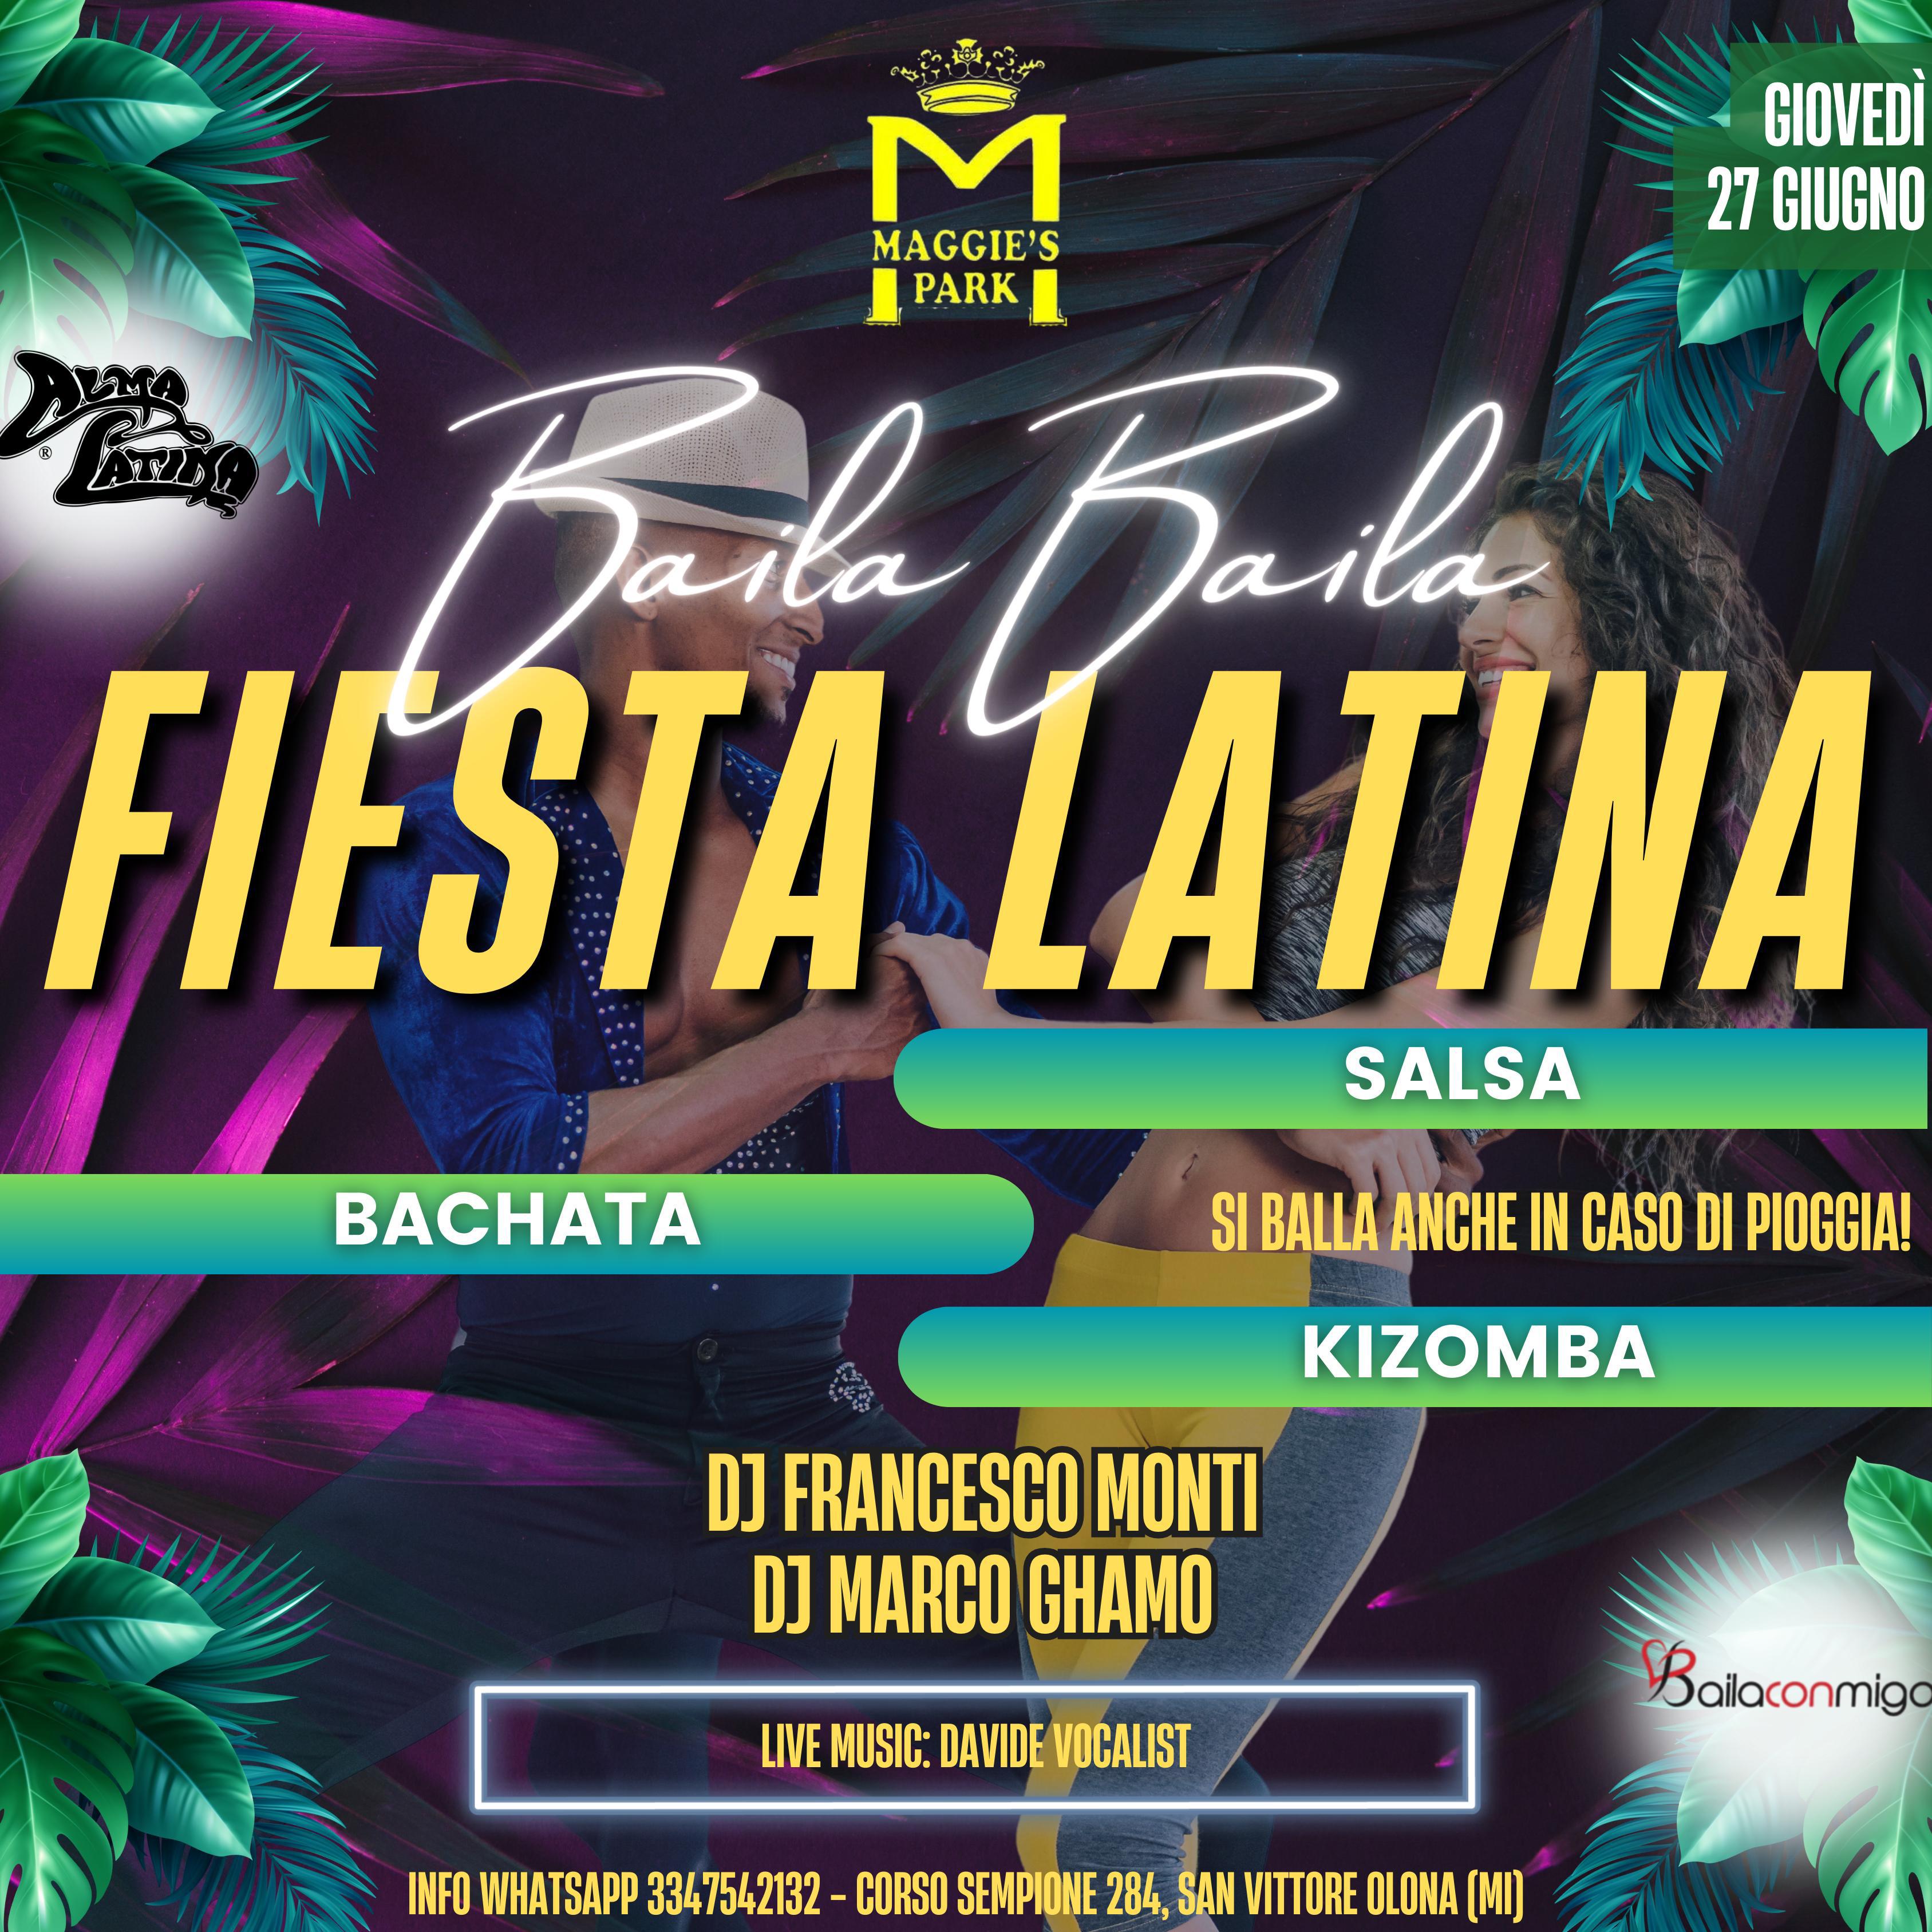 MAGGIE'S
PARK
GIOVEDÌ
27 GIUGNO
ALMA
LATINA
®
Baila Baila
FIESTA LATINA
SALSA
BACHATA
SI BALLA ANCHE IN CASO DI PIOGGIA!
KIZOMBA
DJ FRANCESCO MONTI
DJ MARCO GHAMO
Bailaconmigo
LIVE MUSIC: DAVIDE VOCALIST
INFO WHATSAPP 3347542132 - CORSO SEMPIONE 284, SAN VITTORE OLONA (MI)